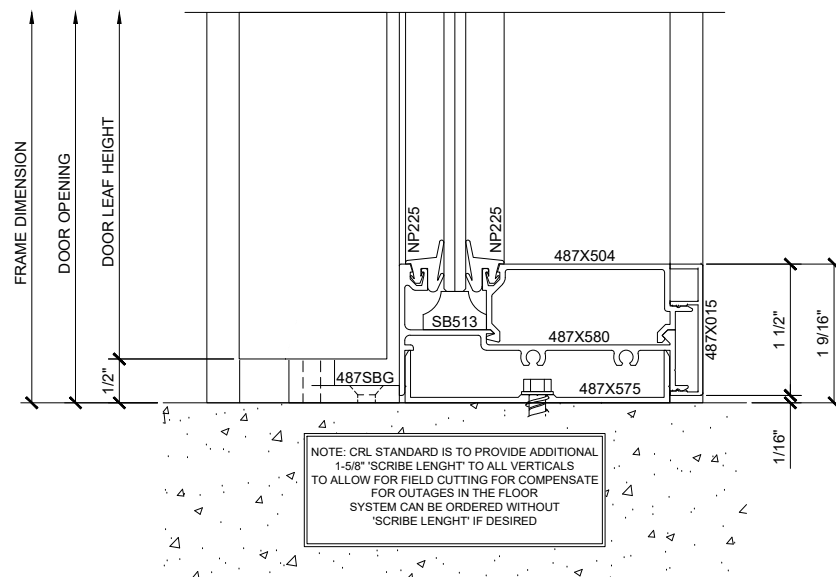 FRAME DIMENSION
DOOR OPENING
DOOR LEAF HEIGHT
NP225
NP225
487X504
SB513
487X580
487X015
1 1/2"
1 9/16"
1/2"
487SBG
487X575
1/16"
NOTE: CRL STANDARD IS TO PROVIDE ADDITIONAL
1-5/8" 'SCRIBE LENGHT' TO ALL VERTICALS
TO ALLOW FOR FIELD CUTTING FOR COMPENSATE
FOR OUTAGES IN THE FLOOR
SYSTEM CAN BE ORDERED WITHOUT
'SCRIBE LENGHT' IF DESIRED